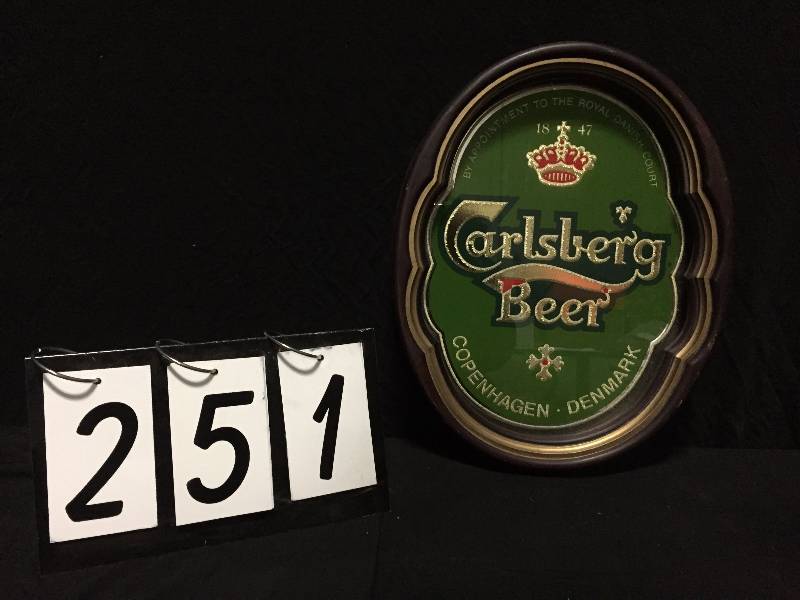 BY APPOINTMENT TO THE ROYAL DANISH COURT
18 47
Carlsberg
Beer
COPENHAGEN · DENMARK
251